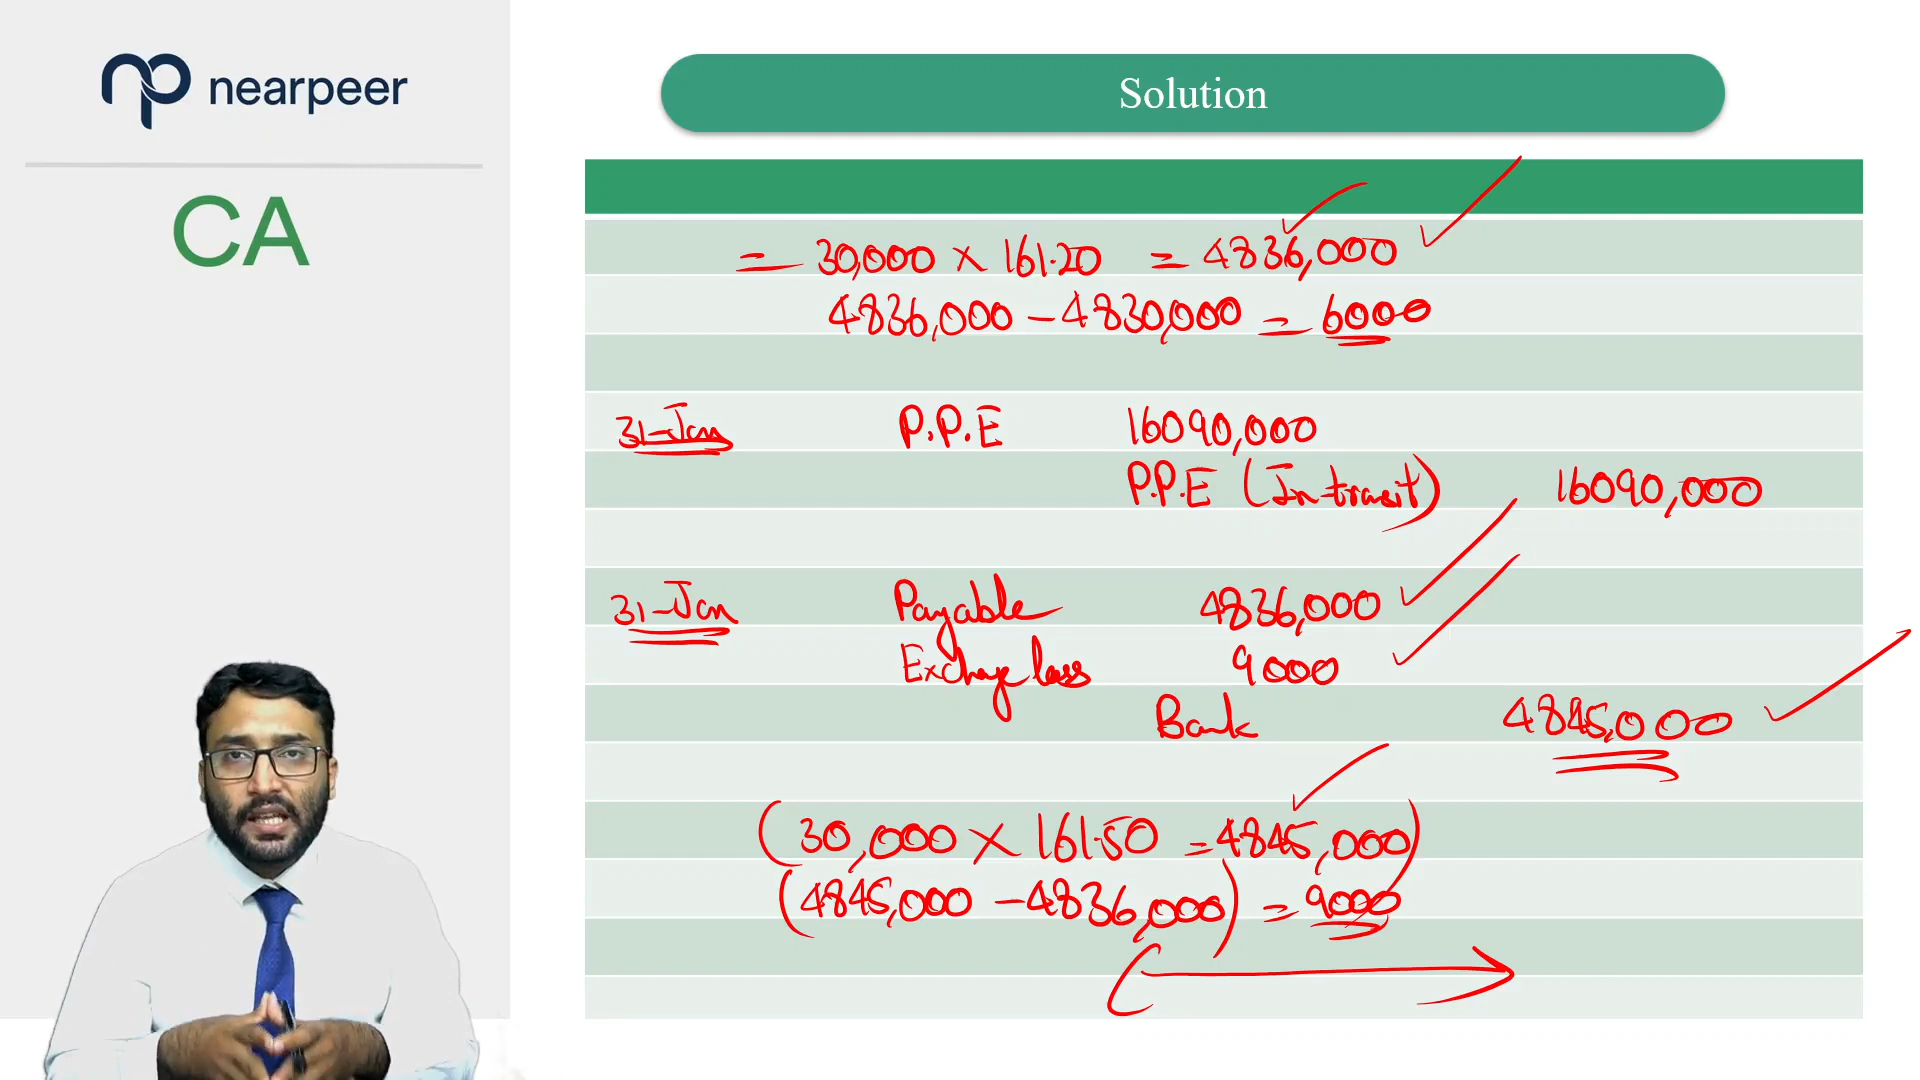 nearpeer
CA
Solution
= 30,000 × 161.20 = 4836,000
4836,000 – 4830,000 = 6000
31-Jan P.P.E 16090,000
P.P.E (In transit) 16090,000
31-Jan Payable 4836,000
Exchange loss 9000
Bank 4845,000
(30,000 × 161.50 = 4845,000)
(4845,000 – 4836,000) = 9000